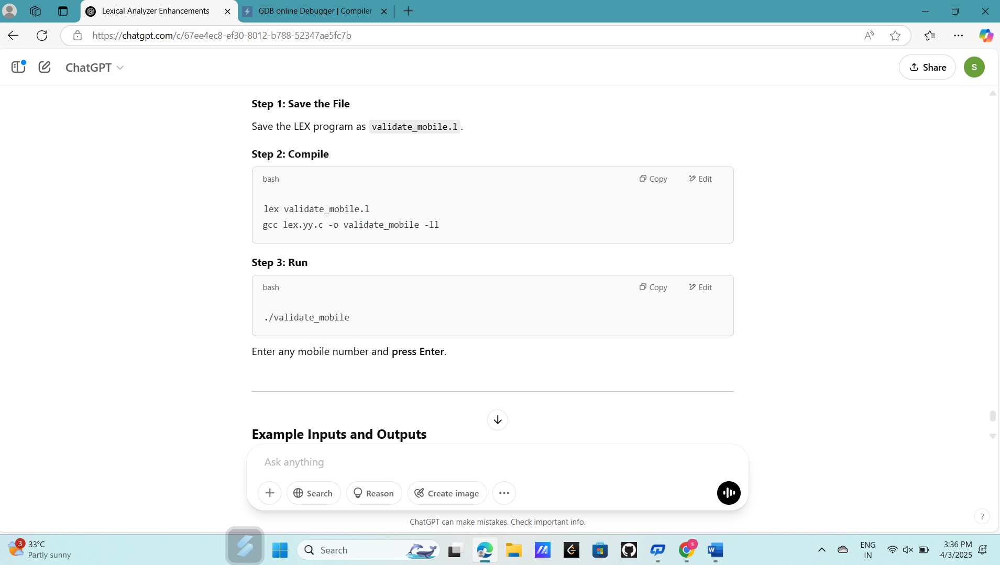 Lexical Analyzer Enhancements
GDB online Debugger | Compiler
https://chatgpt.com/c/67ee4ec8-ef30-8012-b788-52347ae5fc7b
ChatGPT
Share
S
Step 1: Save the File
Save the LEX program as validate_mobile.l.
Step 2: Compile
bash
Copy
Edit
lex validate_mobile.l
gcc lex.yy.c -o validate_mobile -ll
Step 3: Run
bash
Copy
Edit
./validate_mobile
Enter any mobile number and press Enter.
Example Inputs and Outputs
Ask anything
Search
Reason
Create image
ChatGPT can make mistakes. Check important info.
?
3
33°C
Partly sunny
Search
S
W
ENG
IN
3:36 PM
4/3/2025